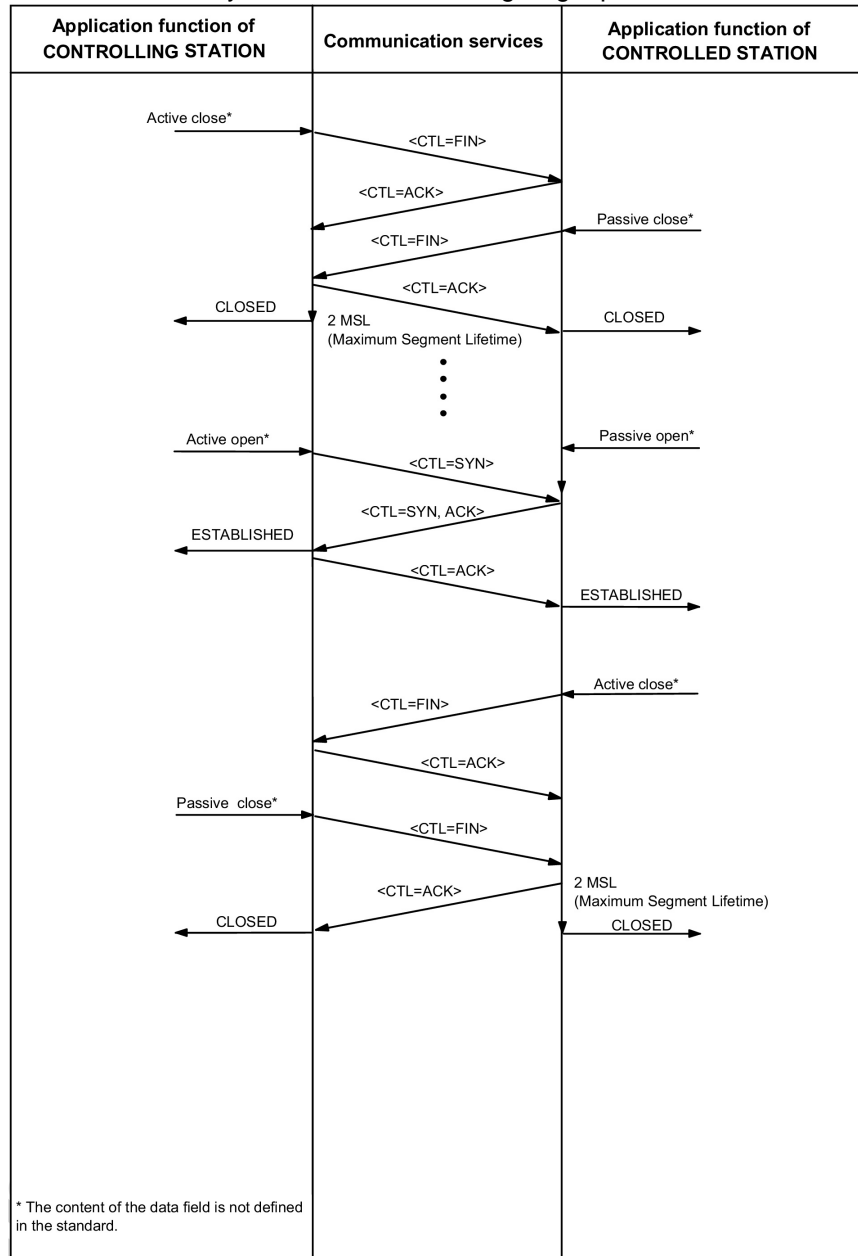 Application function of
CONTROLLING STATION
Communication services
Application function of
CONTROLLED STATION
Active close*
<CTL=FIN>
<CTL=ACK>
Passive close*
<CTL=FIN>
<CTL=ACK>
CLOSED
2 MSL
(Maximum Segment Lifetime)
CLOSED
Active open*
Passive open*
<CTL=SYN>
<CTL=SYN, ACK>
ESTABLISHED
<CTL=ACK>
ESTABLISHED
Active close*
<CTL=FIN>
<CTL=ACK>
Passive close*
<CTL=FIN>
<CTL=ACK>
2 MSL
(Maximum Segment Lifetime)
CLOSED
CLOSED
* The content of the data field is not defined
in the standard.